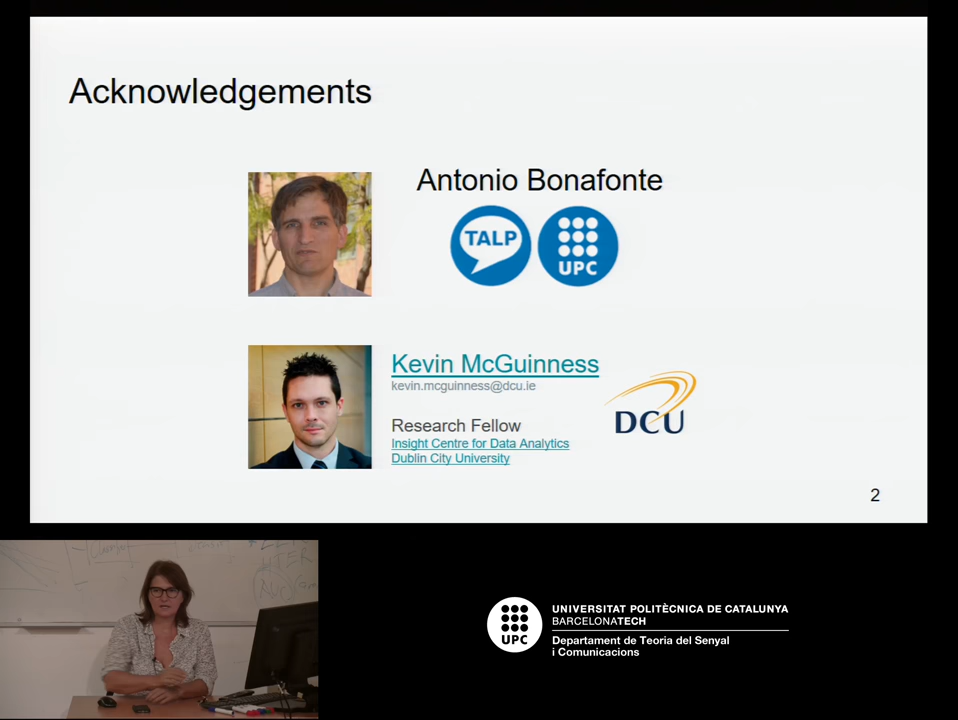 Acknowledgements
Antonio Bonafonte
TALP
UPC
Kevin McGuinness
kevin.mcguinness@dcu.ie
DCU
Research Fellow
Insight Centre for Data Analytics
Dublin City University
2
UPC
UNIVERSITAT POLITÈCNICA DE CATALUNYA
BARCELONATECH
Departament de Teoria del Senyal
i Comunicacions